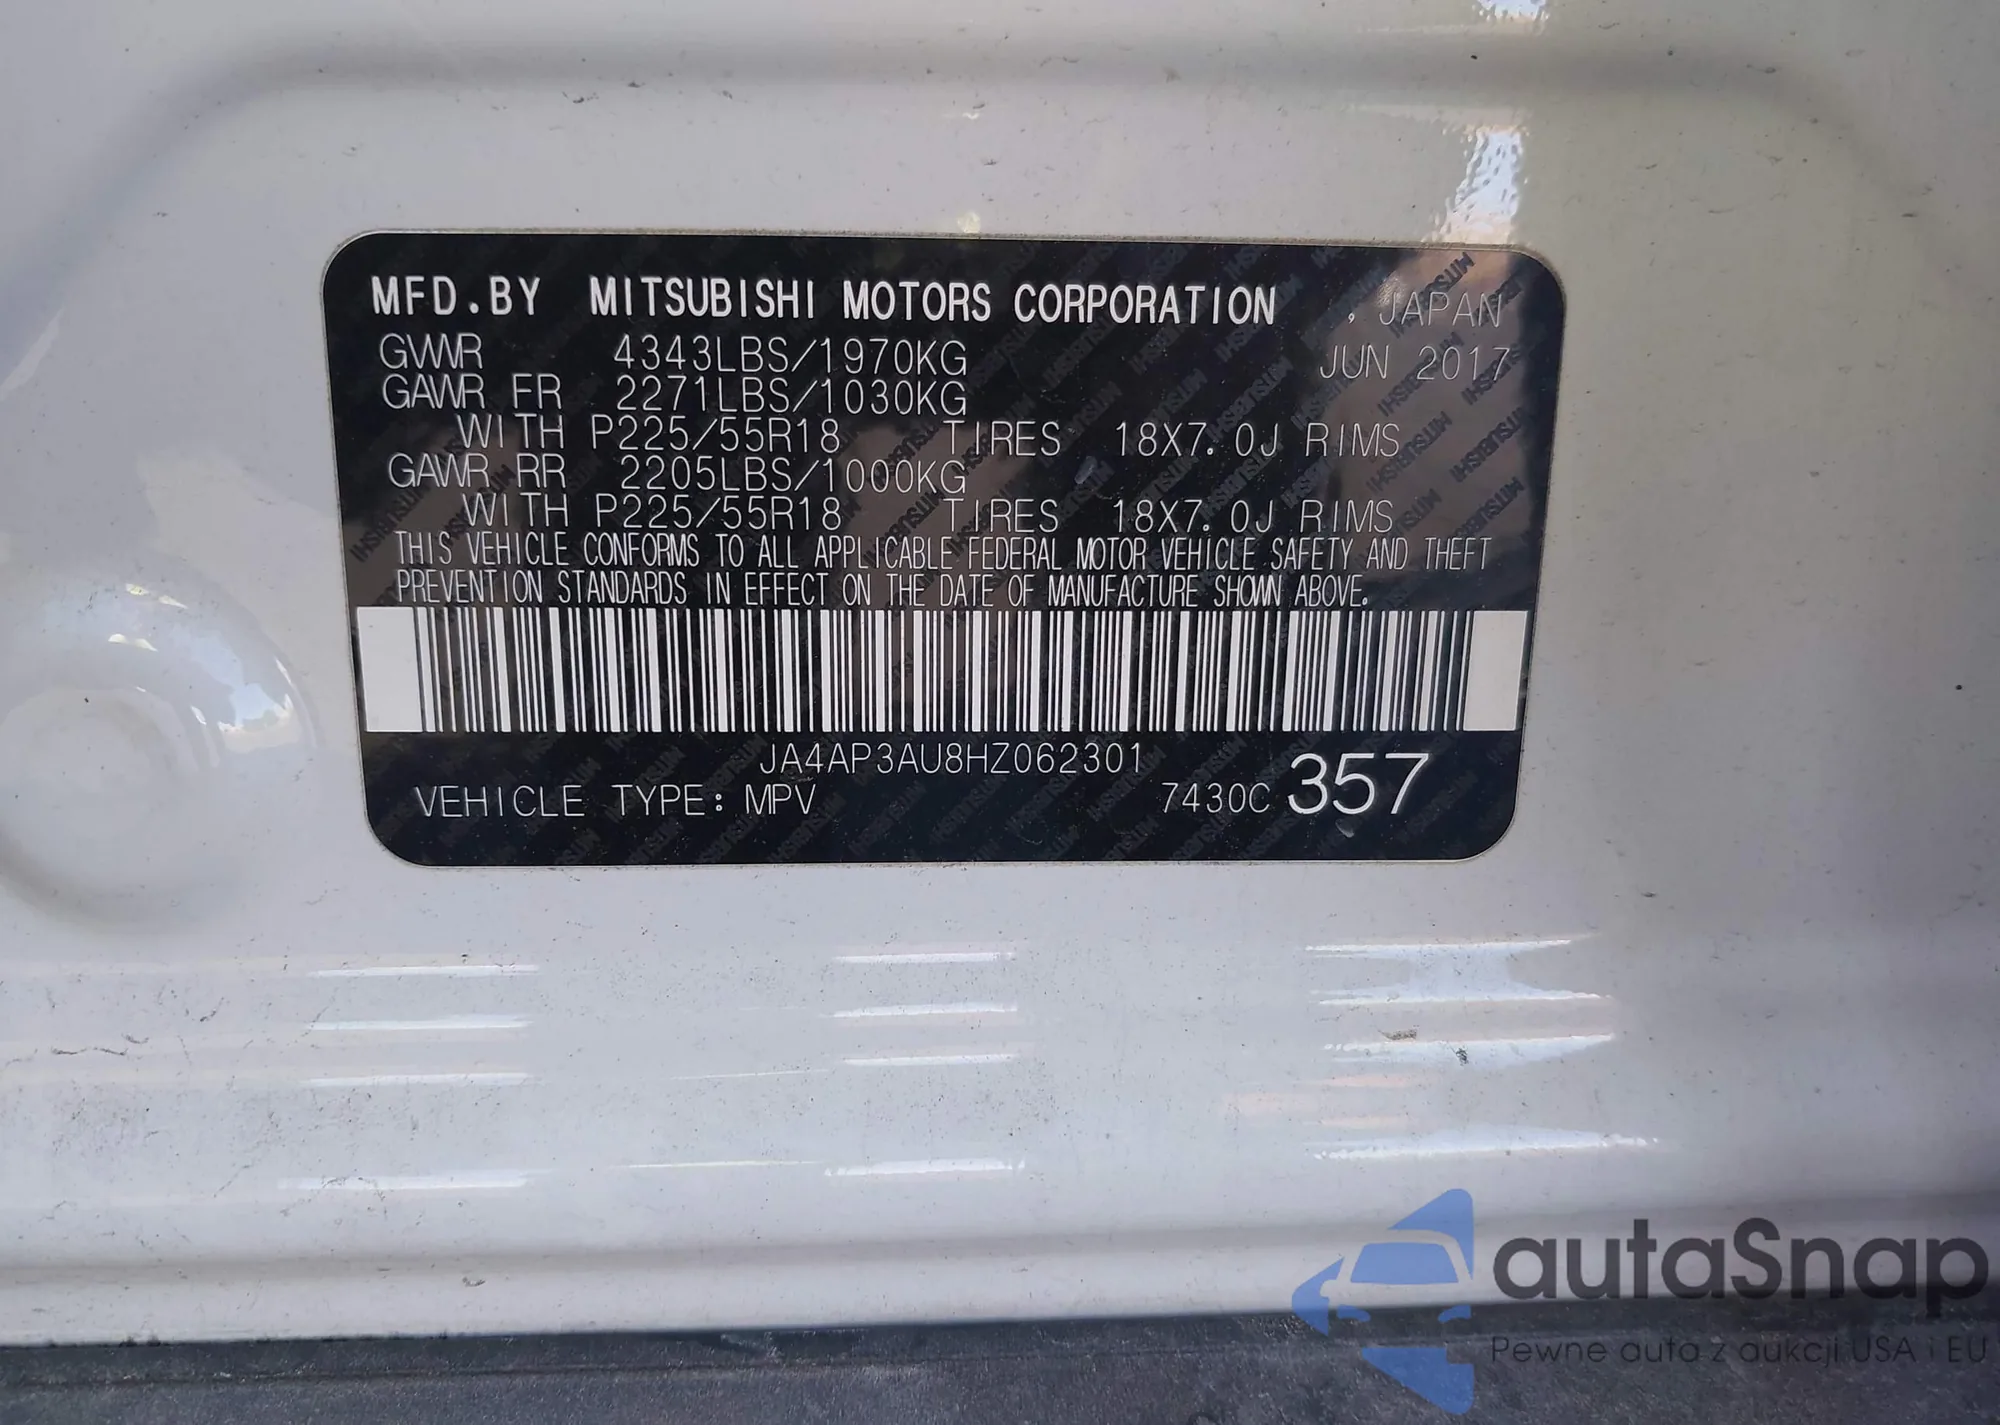 MFD.BY MITSUBISHI MOTORS CORPORATION , JAPAN
GVWR 4343LBS/1970KG JUN 2017
GAWR FR 2271LBS/1030KG
WITH P225/55R18 TIRES 18X7.0J RIMS
GAWR RR 2205LBS/1000KG
WITH P225/55R18 TIRES 18X7.0J RIMS
THIS VEHICLE CONFORMS TO ALL APPLICABLE FEDERAL MOTOR VEHICLE SAFETY AND THEFT
PREVENTION STANDARDS IN EFFECT ON THE DATE OF MANUFACTURE SHOWN ABOVE.
JA4AP3AU8HZ062301
VEHICLE TYPE: MPV 7430C 357
autaSnap
Pewne auta z aukcji USA i EU